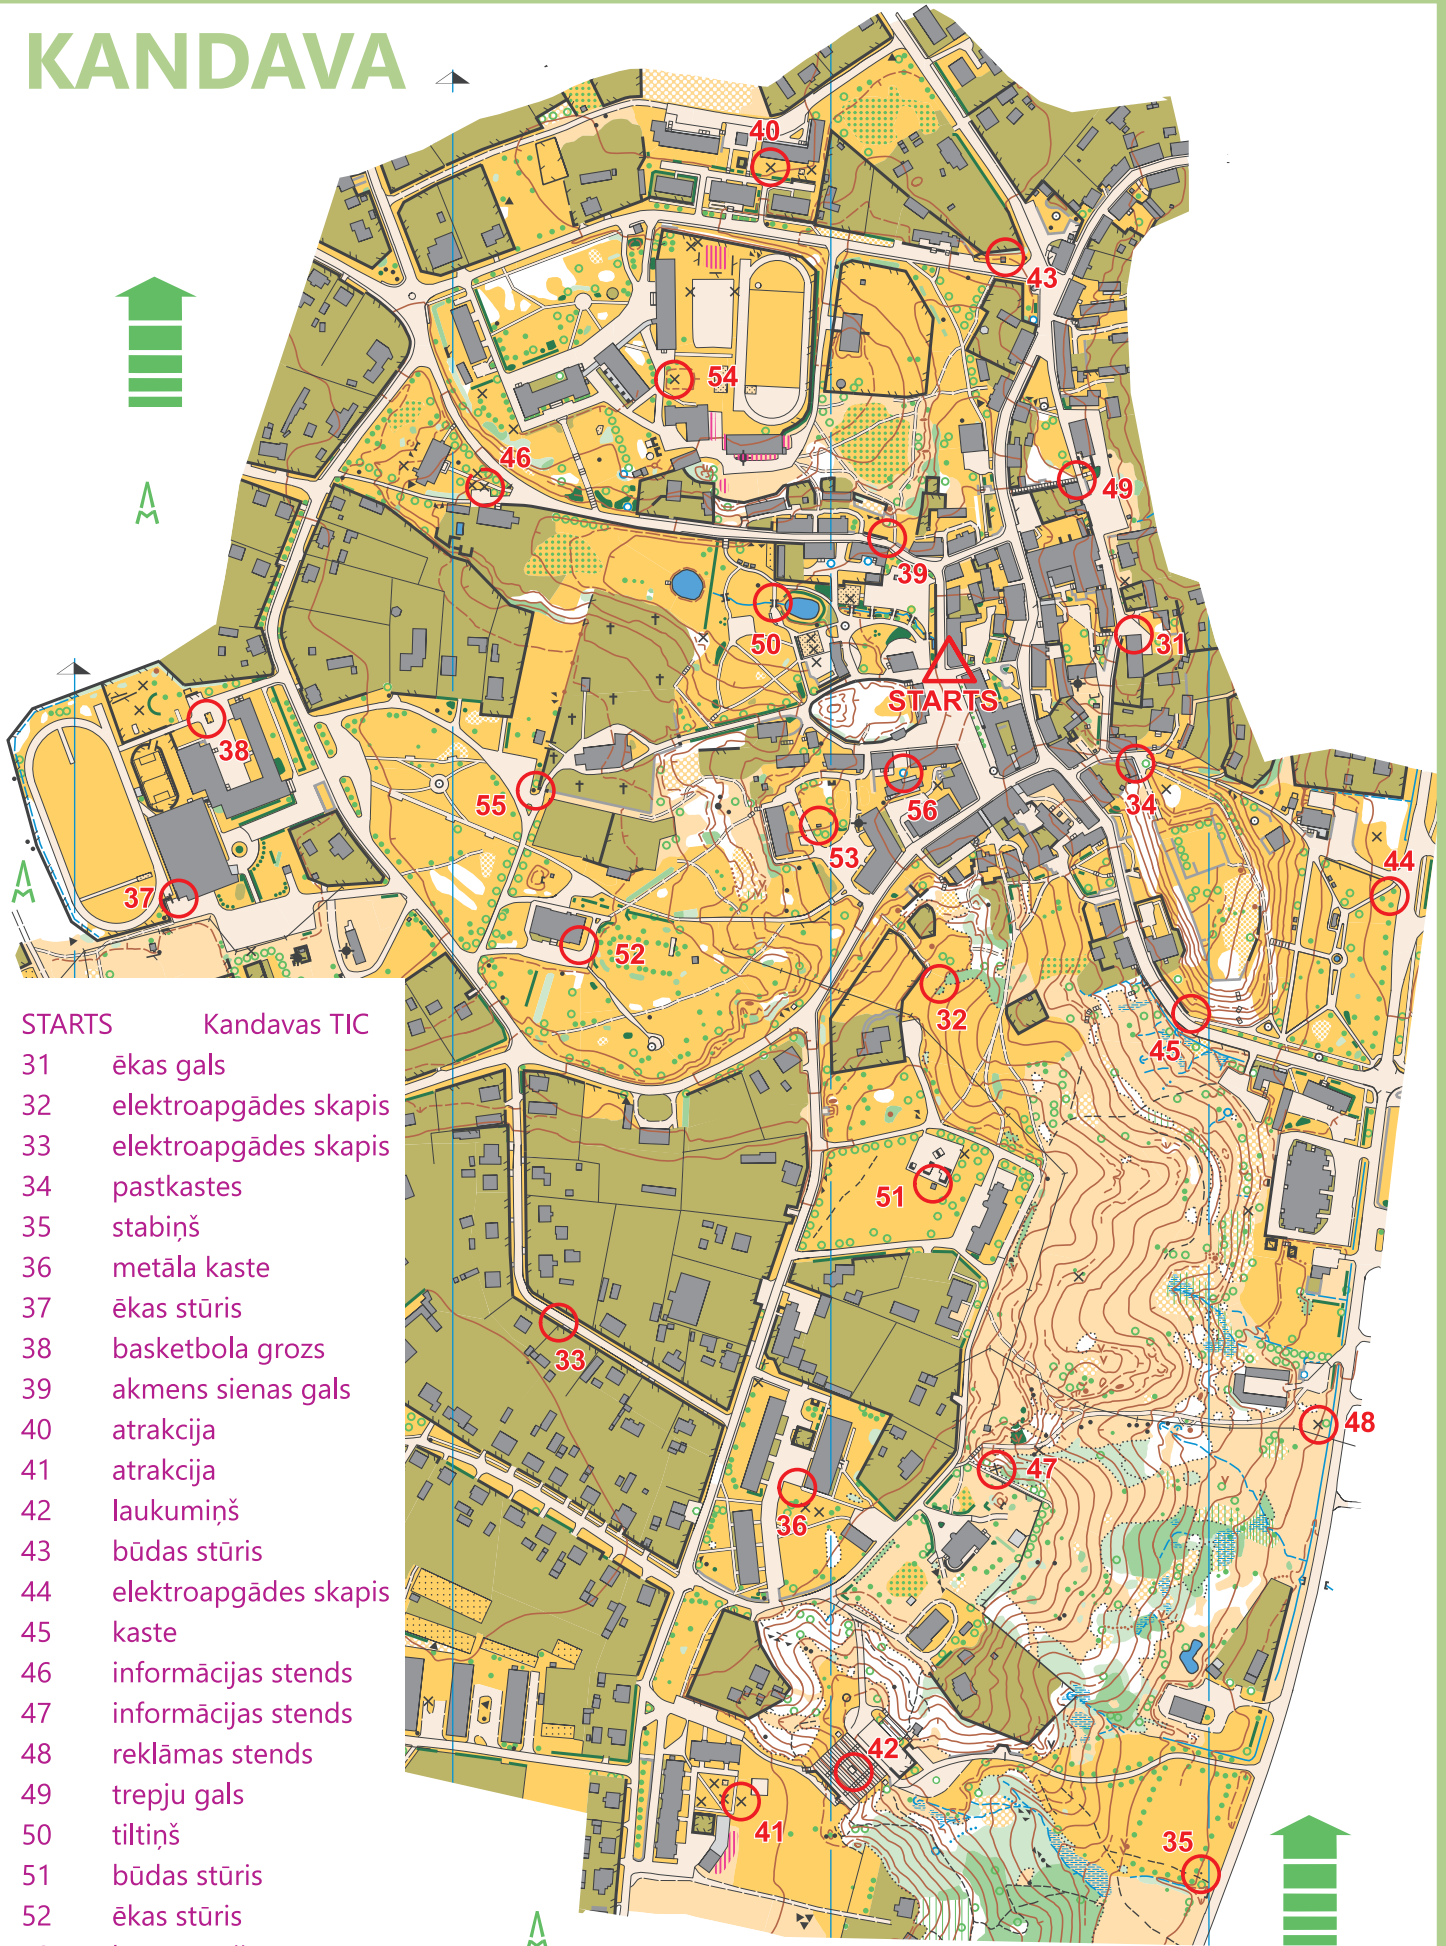 KANDAVA
40
43
54
46
49
39
50
31
STARTS
38
55
56
34
53
44
37
52
32
45
51
33
48
47
36
42
41
35
STARTS Kandavas TIC
31 ēkas gals
32 elektroapgādes skapis
33 elektroapgādes skapis
34 pastkastes
35 stabiņš
36 metāla kaste
37 ēkas stūris
38 basketbola grozs
39 akmens sienas gals
40 atrakcija
41 atrakcija
42 laukumiņš
43 būdas stūris
44 elektroapgādes skapis
45 kaste
46 informācijas stends
47 informācijas stends
48 reklāmas stends
49 trepju gals
50 tiltiņš
51 būdas stūris
52 ēkas stūris